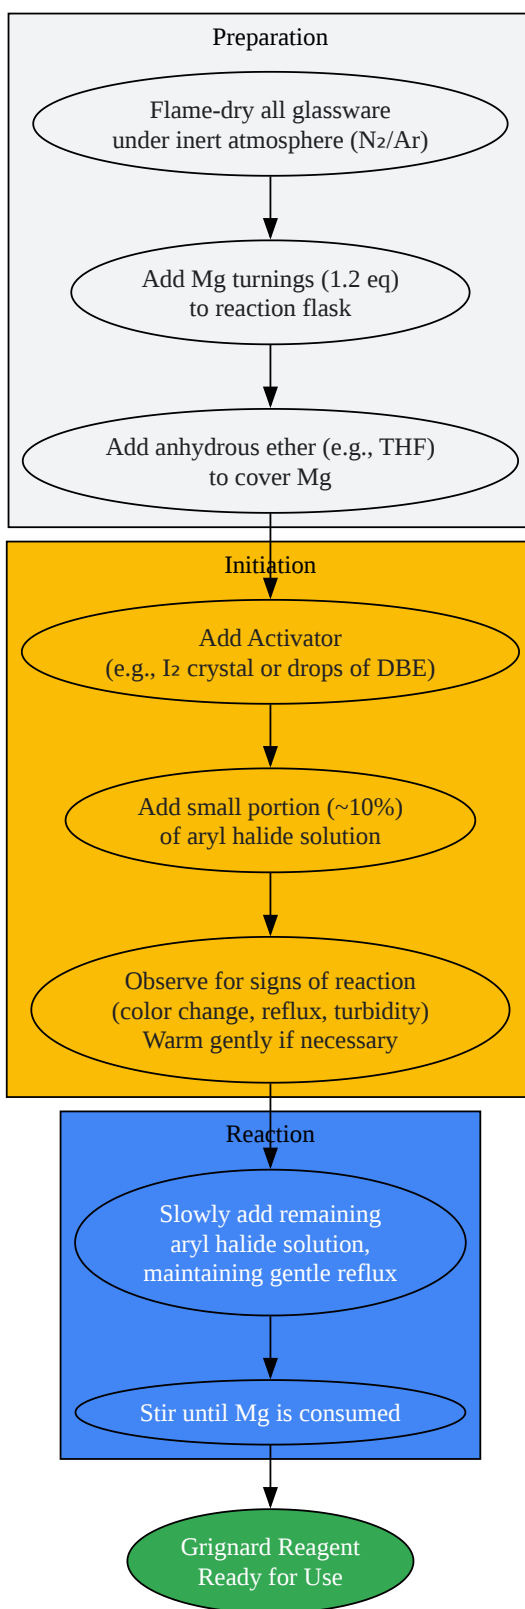 Preparation
Flame-dry all glassware
under inert atmosphere (N₂/Ar)
Add Mg turnings (1.2 eq)
to reaction flask
Add anhydrous ether (e.g., THF)
to cover Mg
Initiation
Add Activator
(e.g., I₂ crystal or drops of DBE)
Add small portion (~10%)
of aryl halide solution
Observe for signs of reaction
(color change, reflux, turbidity)
Warm gently if necessary
Reaction
Slowly add remaining
aryl halide solution,
maintaining gentle reflux
Stir until Mg is consumed
Grignard Reagent
Ready for Use